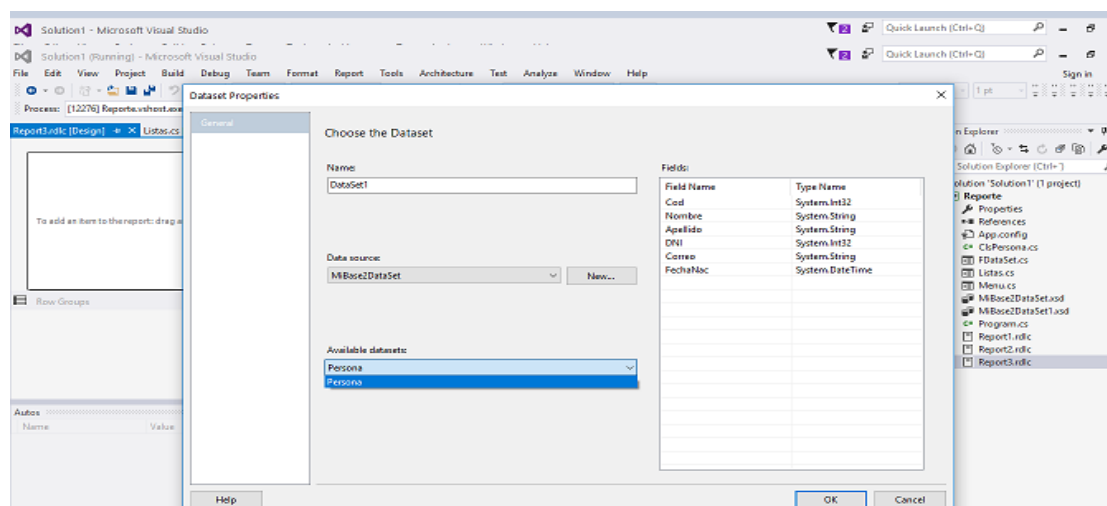 Solution1 - Microsoft Visual Studio
2
Quick Launch (Ctrl+Q)
Solution1 (Running) - Microsoft Visual Studio
2
Quick Launch (Ctrl+Q)
File Edit View Project Build Debug Team Format Report Tools Architecture Test Analyze Window Help
Sign in
Process: [12276] Reporte.vshost.exe
1 pt
Report3.rdlc [Design]
Listas.cs
To add an item to the report: drag a
Row Groups
Autos
Name Value
Dataset Properties
General
Choose the Dataset
Name:
DataSet1
Data source:
MiBase2DataSet
New...
Available datasets:
Persona
Persona
Fields:
Field Name Type Name
Cod System.Int32
Nombre System.String
Apellido System.String
DNI System.Int32
Correo System.String
FechaNac System.DateTime
Help
OK
Cancel
n Explorer
Solution Explorer (Ctrl+¨)
olution 'Solution1' (1 project)
Reporte
Properties
References
App.config
ClsPersona.cs
FDataSet.cs
Listas.cs
Menu.cs
MiBase2DataSet.xsd
MiBase2DataSet1.xsd
Program.cs
Report1.rdlc
Report2.rdlc
Report3.rdlc